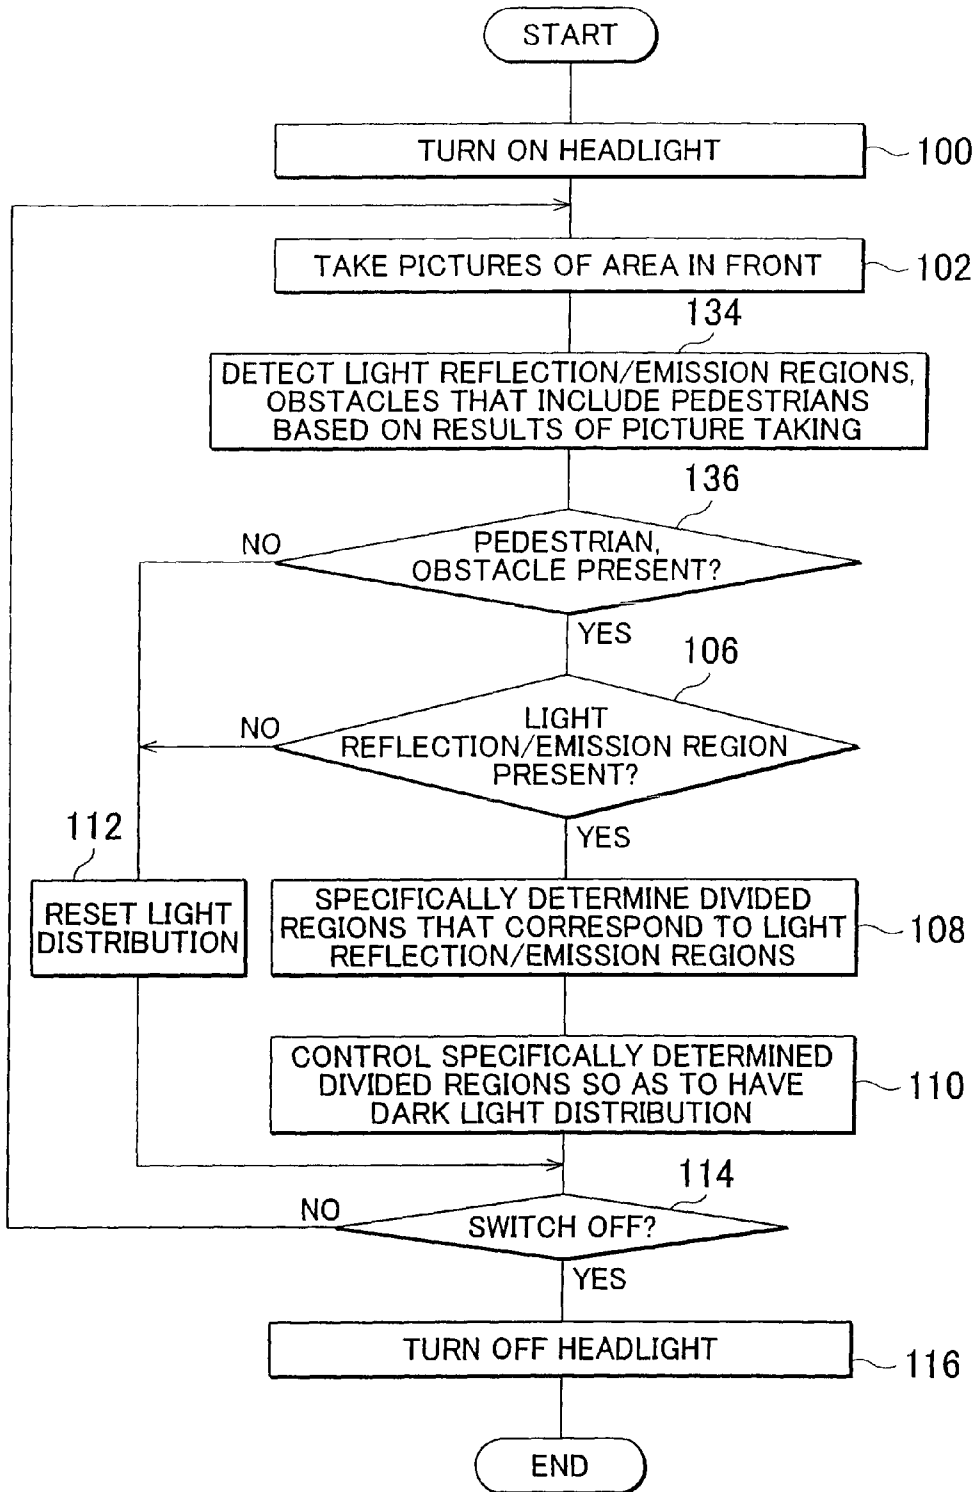 START
TURN ON HEADLIGHT
100
TAKE PICTURES OF AREA IN FRONT
102
134
DETECT LIGHT REFLECTION/EMISSION REGIONS,
OBSTACLES THAT INCLUDE PEDESTRIANS
BASED ON RESULTS OF PICTURE TAKING
136
NO
PEDESTRIAN,
OBSTACLE PRESENT?
YES
106
NO
LIGHT
REFLECTION/EMISSION REGION
PRESENT?
YES
112
RESET LIGHT
DISTRIBUTION
SPECIFICALLY DETERMINE DIVIDED
REGIONS THAT CORRESPOND TO LIGHT
REFLECTION/EMISSION REGIONS
108
CONTROL SPECIFICALLY DETERMINED
DIVIDED REGIONS SO AS TO HAVE
DARK LIGHT DISTRIBUTION
110
114
NO
SWITCH OFF?
YES
TURN OFF HEADLIGHT
116
END